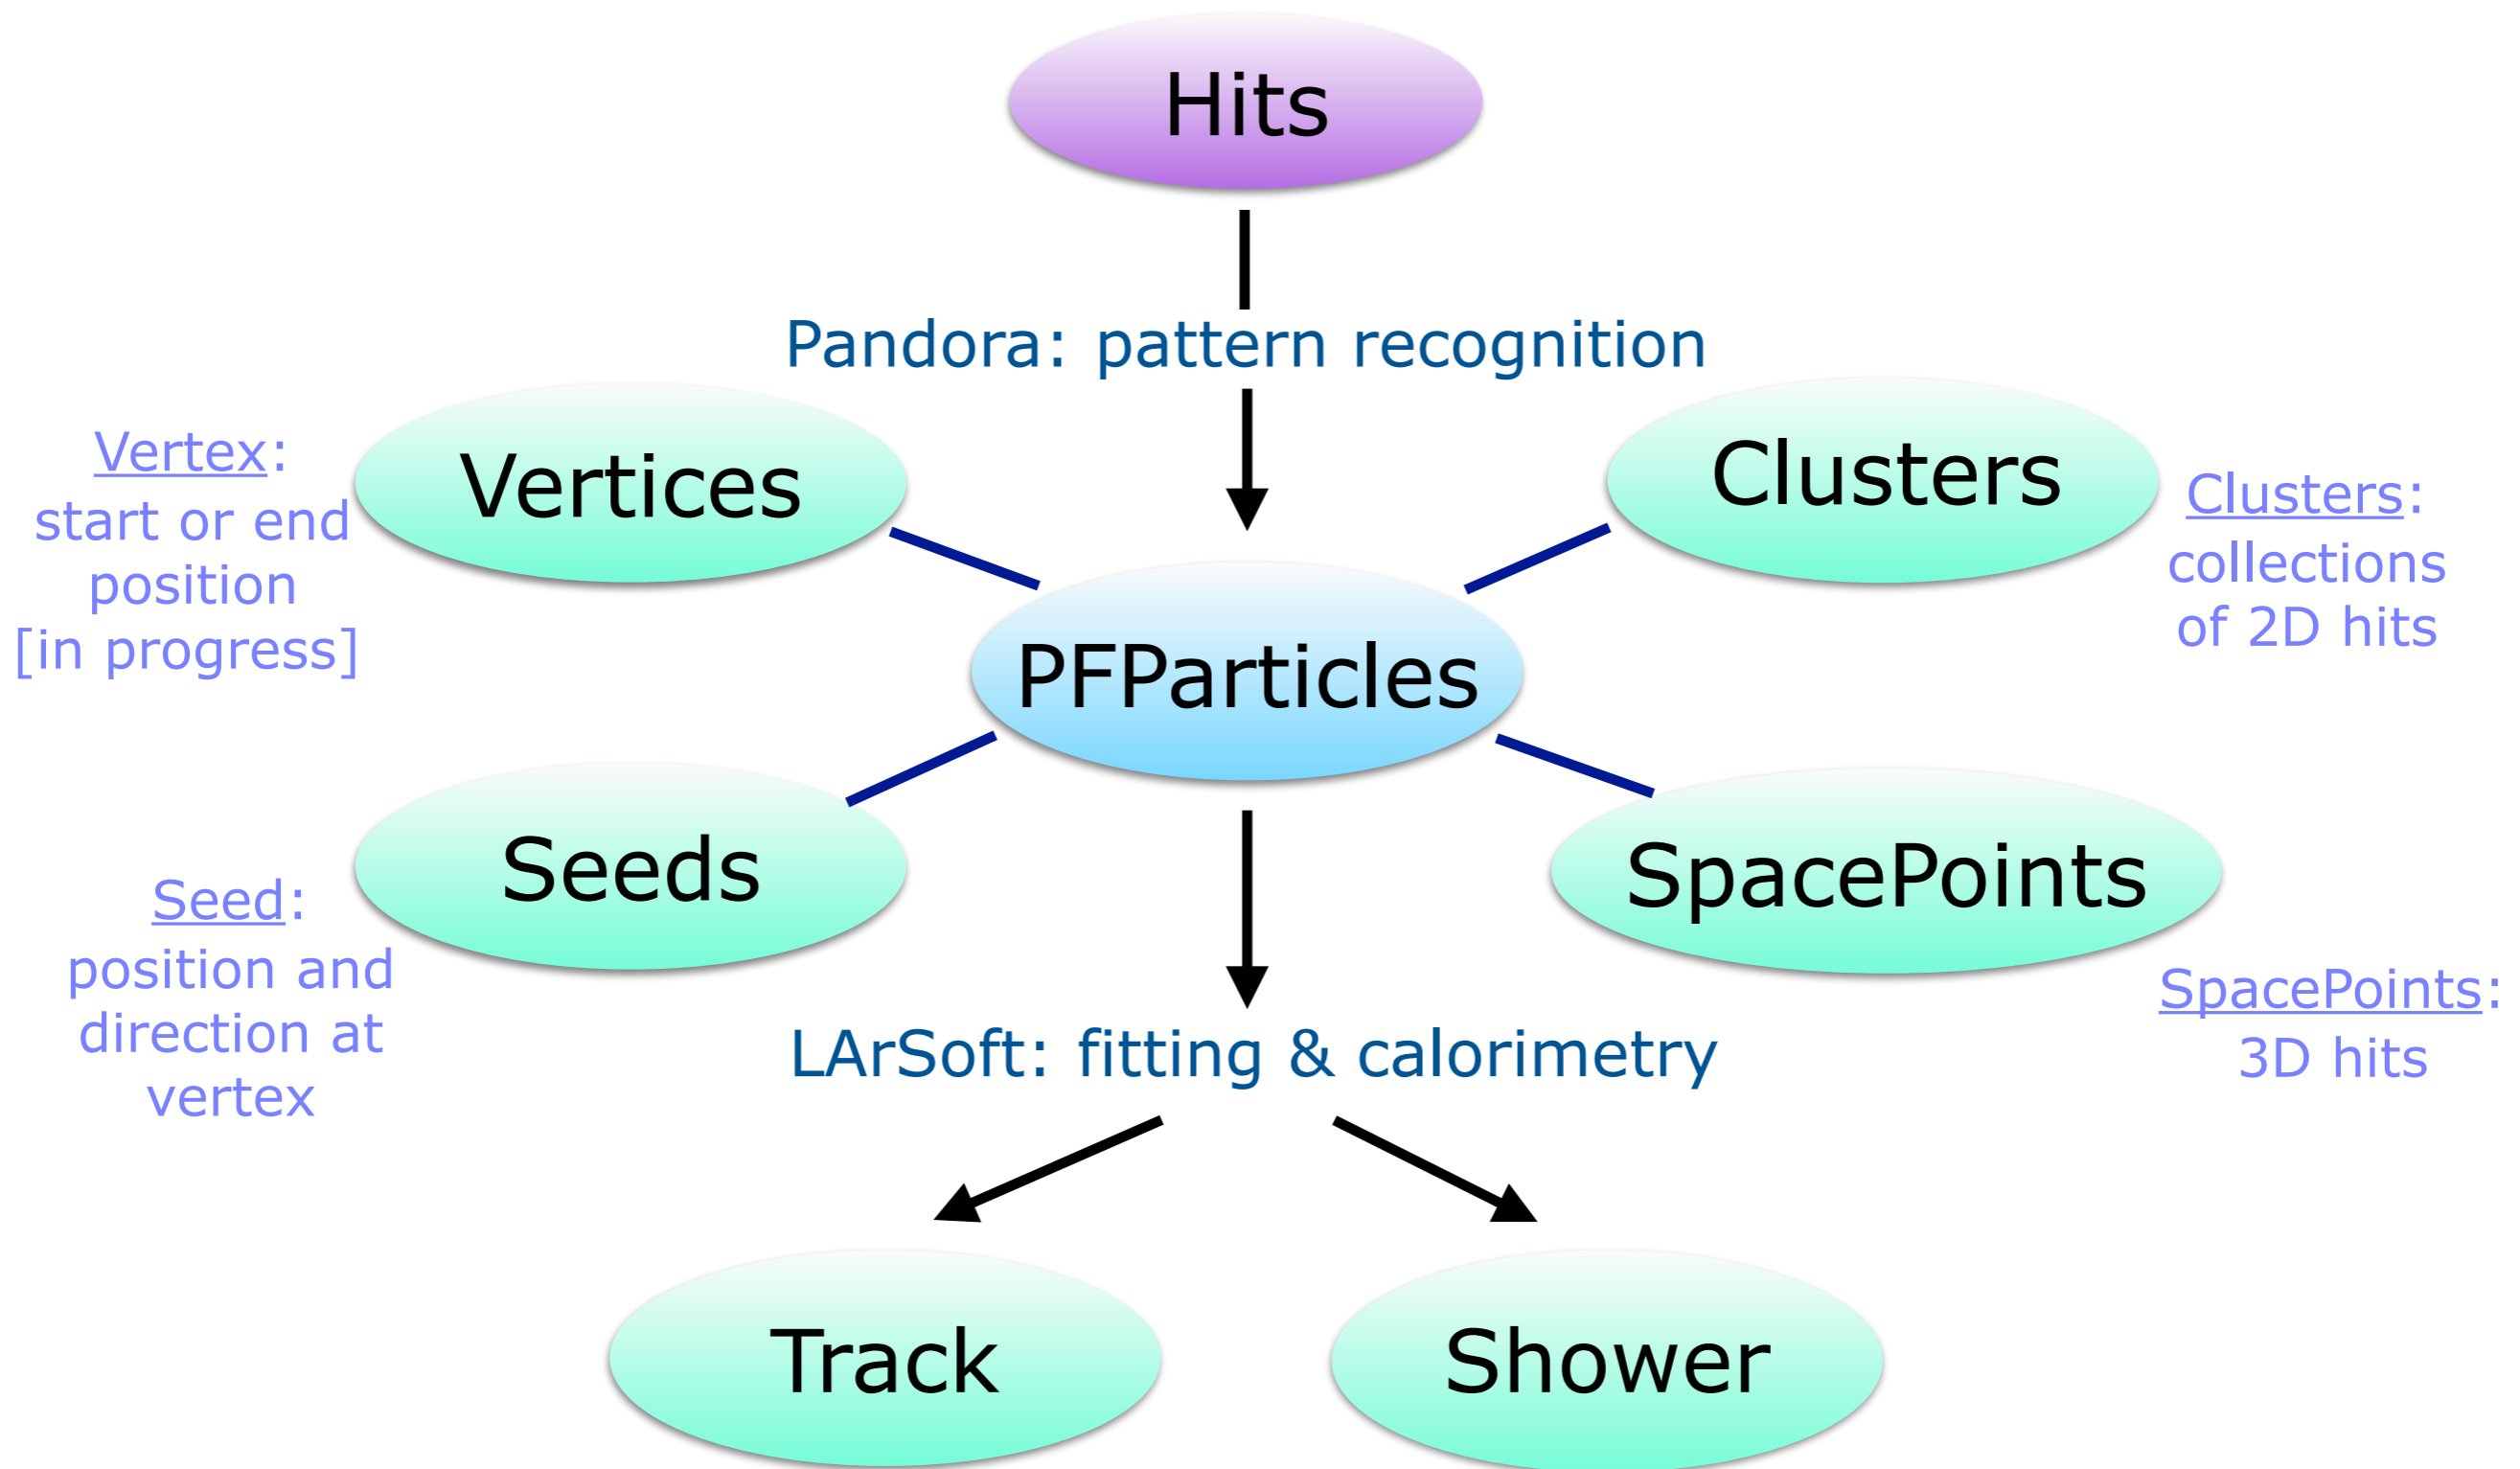 Hits
Pandora: pattern recognition
Vertices
Clusters
Vertex:
start or end
position
[in progress]
Clusters:
collections
of 2D hits
PFParticles
Seeds
SpacePoints
Seed:
position and
direction at
vertex
SpacePoints:
3D hits
LArSoft: fitting & calorimetry
Track
Shower